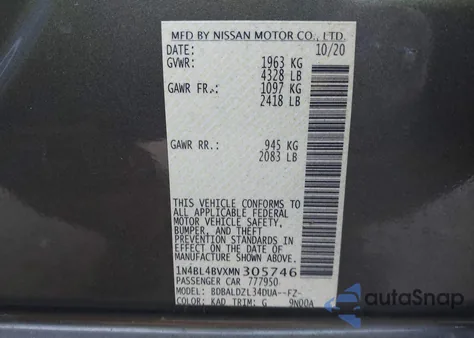 MFD BY NISSAN MOTOR CO., LTD.
DATE: 10/20
GVWR: 1963 KG
4328 LB
GAWR FR.: 1097 KG
2418 LB
GAWR RR.: 945 KG
2083 LB
THIS VEHICLE CONFORMS TO
ALL APPLICABLE FEDERAL
MOTOR VEHICLE SAFETY,
BUMPER, AND THEFT
PREVENTION STANDARDS IN
EFFECT ON THE DATE OF
MANUFACTURE SHOWN ABOVE.
1N4BL4BVXMN305746
PASSENGER CAR 777950
MODEL: BDBALDZL34DUA--FZ-
COLOR: KAD TRIM: G 9N00A
autoSnap